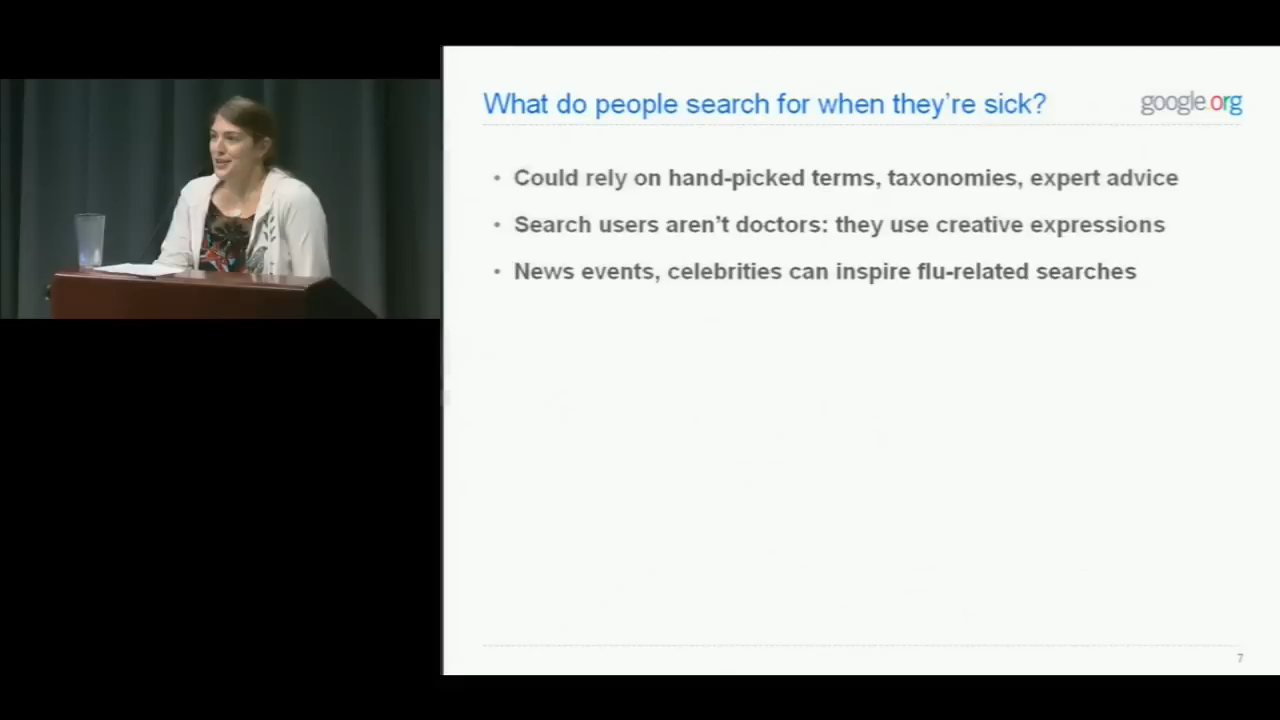 What do people search for when they're sick?
google.org
• Could rely on hand-picked terms, taxonomies, expert advice
• Search users aren't doctors: they use creative expressions
• News events, celebrities can inspire flu-related searches
7